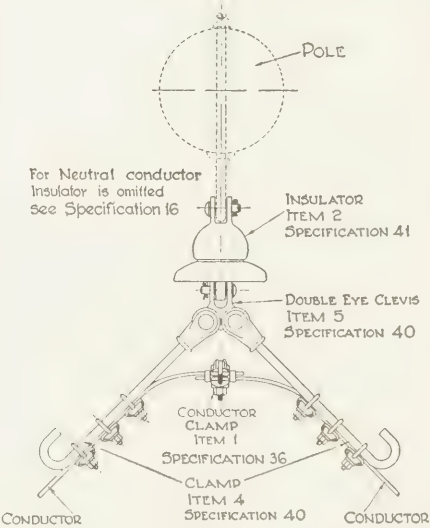 POLE
For Neutral conductor
Insulator is omitted
see Specification 16
INSULATOR
ITEM 2
SPECIFICATION 41
DOUBLE EYE CLEVIS
ITEM 5
SPECIFICATION 40
CONDUCTOR
CLAMP
ITEM 1
SPECIFICATION 36
CLAMP
ITEM 4
SPECIFICATION 40
CONDUCTOR
CONDUCTOR